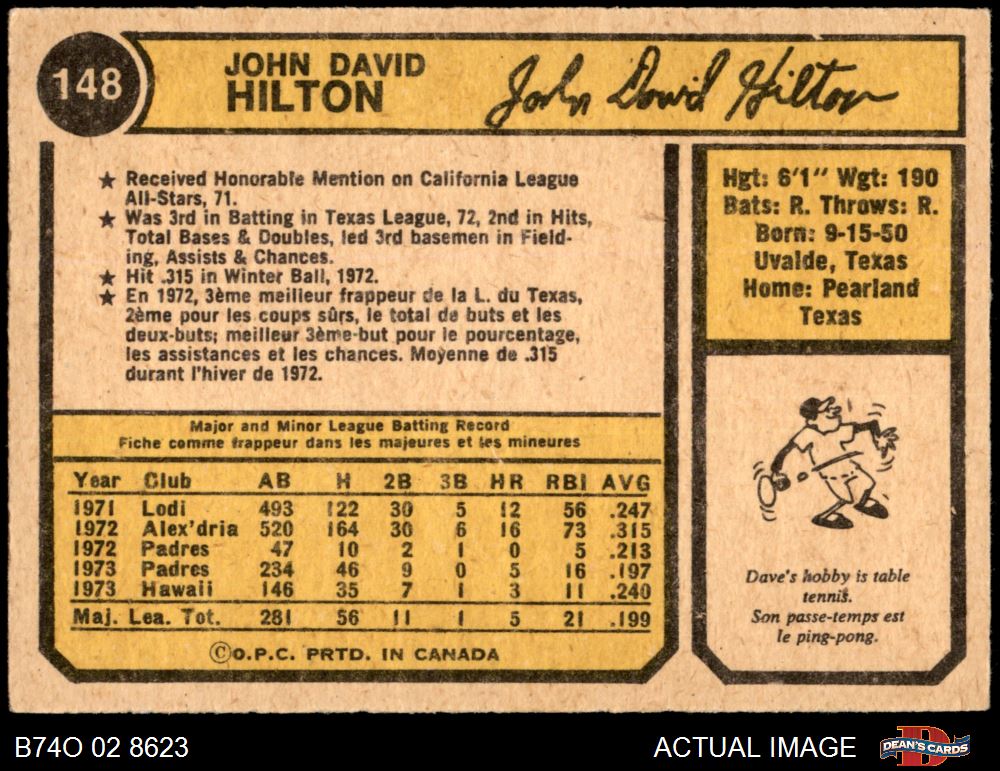 148
JOHN DAVID
HILTON
John David Hilton
★ Received Honorable Mention on California League
All-Stars, 71.
★ Was 3rd in Batting in Texas League, 72, 2nd in Hits,
Total Bases & Doubles, led 3rd basemen in Field-
ing, Assists & Chances.
★ Hit .315 in Winter Ball, 1972.
★ En 1972, 3ème meilleur frappeur de la L. du Texas,
2ème pour les coups sûrs, le total de buts et les
deux-buts; meilleur 3ème-but pour le pourcentage,
les assistances et les chances. Moyenne de .315
durant l'hiver de 1972.
Hgt: 6'1" Wgt: 190
Bats: R. Throws: R.
Born: 9-15-50
Uvalde, Texas
Home: Pearland
Texas
Major and Minor League Batting Record
Fiche comme frappeur dans les majeures et les mineures
Year Club AB H 2B 3B HR RBI AVG
1971 Lodi 493 122 30 5 12 56 .247
1972 Alex'dria 520 164 30 6 16 73 .315
1972 Padres 47 10 2 1 0 5 .213
1973 Padres 234 46 9 0 5 16 .197
1973 Hawaii 146 35 7 1 3 11 .240
Maj. Lea. Tot. 281 56 11 1 5 21 .199
©O.P.C. PRTD. IN CANADA
Dave's hobby is table
tennis.
Son passe-temps est
le ping-pong.
B74O 02 8623
ACTUAL IMAGE
DEAN'S CARDS